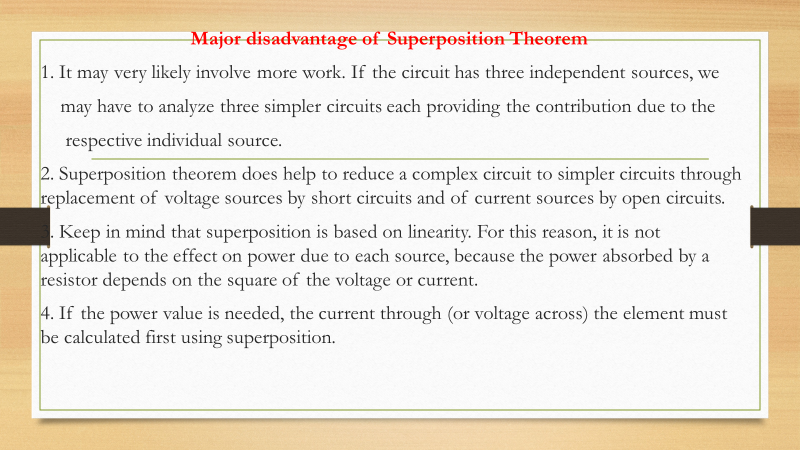 Major disadvantage of Superposition Theorem
1. It may very likely involve more work. If the circuit has three independent sources, we
may have to analyze three simpler circuits each providing the contribution due to the
respective individual source.
2. Superposition theorem does help to reduce a complex circuit to simpler circuits through
replacement of voltage sources by short circuits and of current sources by open circuits.
3. Keep in mind that superposition is based on linearity. For this reason, it is not
applicable to the effect on power due to each source, because the power absorbed by a
resistor depends on the square of the voltage or current.
4. If the power value is needed, the current through (or voltage across) the element must
be calculated first using superposition.